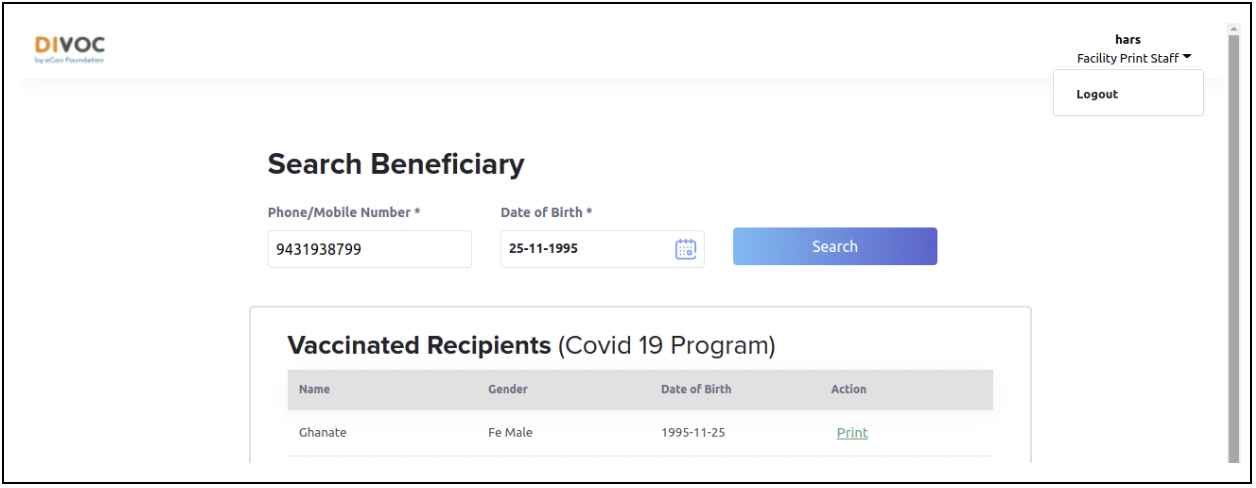 DIVOC
by eGov Foundation
hars
Facility Print Staff
Logout
Search Beneficiary
Phone/Mobile Number * Date of Birth *
9431938799 25-11-1995 Search
Vaccinated Recipients (Covid 19 Program)
Name Gender Date of Birth Action
Ghanate Fe Male 1995-11-25 Print